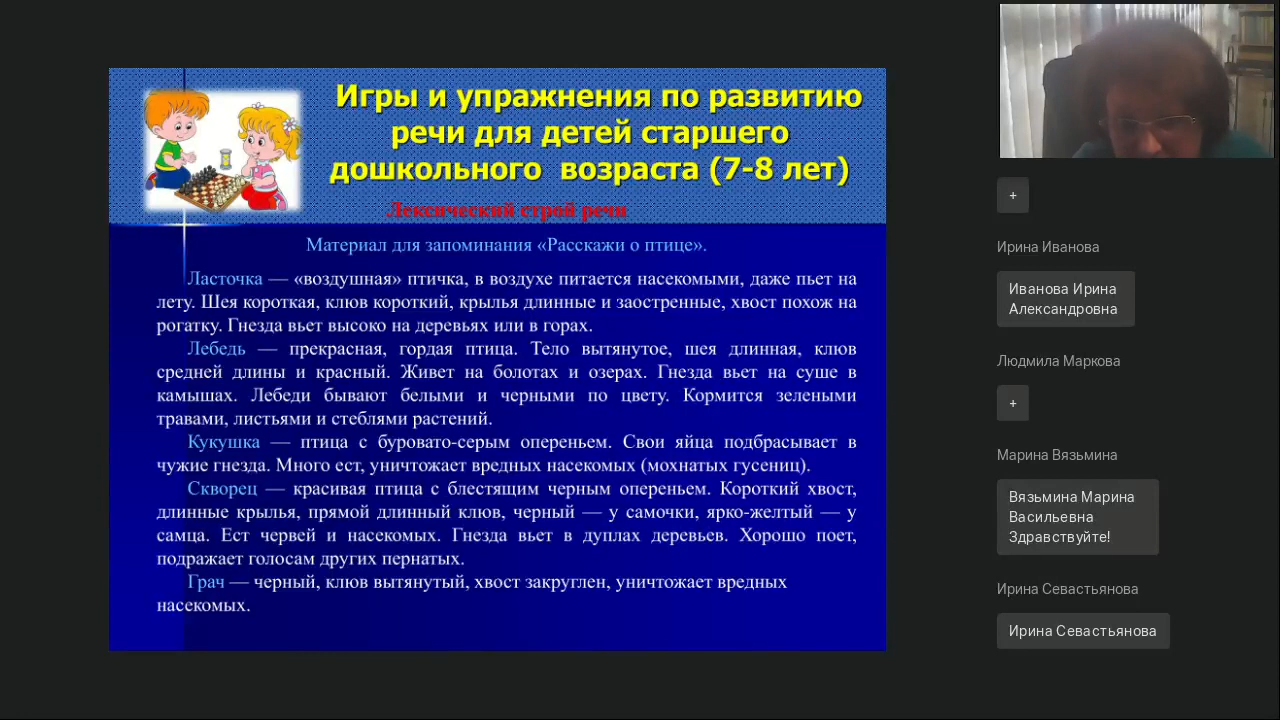 Игры и упражнения по развитию
речи для детей старшего
дошкольного возраста (7-8 лет)
Лексический строй речи
Материал для запоминания «Расскажи о птице».
Ласточка — «воздушная» птичка, в воздухе питается насекомыми, даже пьет на
лету. Шея короткая, клюв короткий, крылья длинные и заостренные, хвост похож на
рогатку. Гнезда вьет высоко на деревьях или в горах.
Лебедь — прекрасная, гордая птица. Тело вытянутое, шея длинная, клюв
средней длины и красный. Живет на болотах и озерах. Гнезда вьет на суше в
камышах. Лебеди бывают белыми и черными по цвету. Кормится зелеными
травами, листьями и стеблями растений.
Кукушка — птица с буровато-серым опереньем. Свои яйца подбрасывает в
чужие гнезда. Много ест, уничтожает вредных насекомых (мохнатых гусениц).
Скворец — красивая птица с блестящим черным опереньем. Короткий хвост,
длинные крылья, прямой длинный клюв, черный — у самочки, ярко-желтый — у
самца. Ест червей и насекомых. Гнезда вьет в дуплах деревьев. Хорошо поет,
подражает голосам других пернатых.
Грач — черный, клюв вытянутый, хвост закруглен, уничтожает вредных
насекомых.
+
Ирина Иванова
Иванова Ирина
Александровна
Людмила Маркова
+
Марина Вязьмина
Вязьмина Марина
Васильевна
Здравствуйте!
Ирина Севастьянова
Ирина Севастьянова